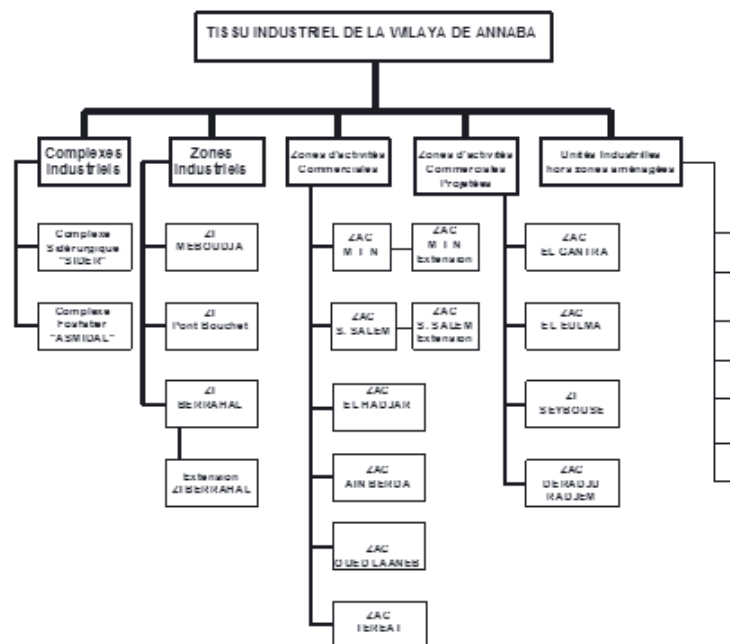 TISSU INDUSTRIEL DE LA WILAYA DE ANNABA
Complexes
Industriels
Zones
Industriels
Zones d'activités
Commerciales
Zones d'activités
Commerciales
Projetées
Unités Industrilles
hors zones aménagées
Complexe
Sidérurgique
"SIDER"
Complexe
"ASMIDAL"
ZI
MEBOUDJA
ZI
Pont Bouchet
ZI
BERRAHAL
Extension
ZI BERRAHAL
ZAC
M I N
ZAC
M I N
Extension
ZAC
S. SALEM
ZAC
S. SALEM
Extension
ZAC
EL HADJAR
ZAC
AIN BERDA
ZAC
OUED LAANEB
ZAC
TEREAT
ZAC
EL GANTRA
ZAC
EL EULMA
ZI
SEYBOUSE
ZAC
DERADJI
RADJEM